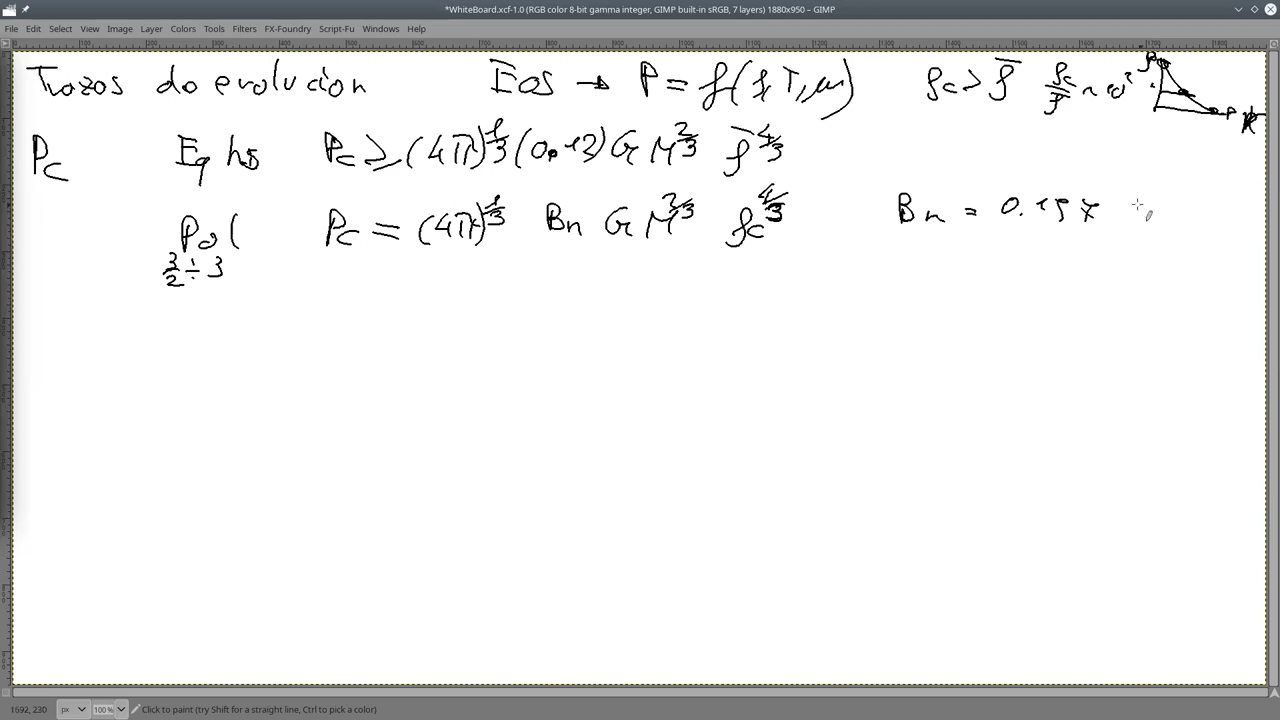 *WhiteBoard.xcf-1.0 (RGB color 8-bit gamma integer, GIMP built-in sRGB, 7 layers) 1880x950 – GIMP
File Edit Select View Image Layer Colors Tools Filters FX-Foundry Script-Fu Windows Help
Trazos de evolucion EOS → P = f(ρ, T, μ) ρc > ρ̄ ρc/ρ̄ ~ 10²
Pc Eq hs Pc ≥ (4π)^1/3 (0.13) G M^2/3 ρ̄^4/3
Pol Pc = (4π)^1/3 Bn G M^2/3 ρc^4/3 Bn = 0.157
3/2 ÷ 3
1692, 230 px 100% Click to paint (try Shift for a straight line, Ctrl to pick a color)